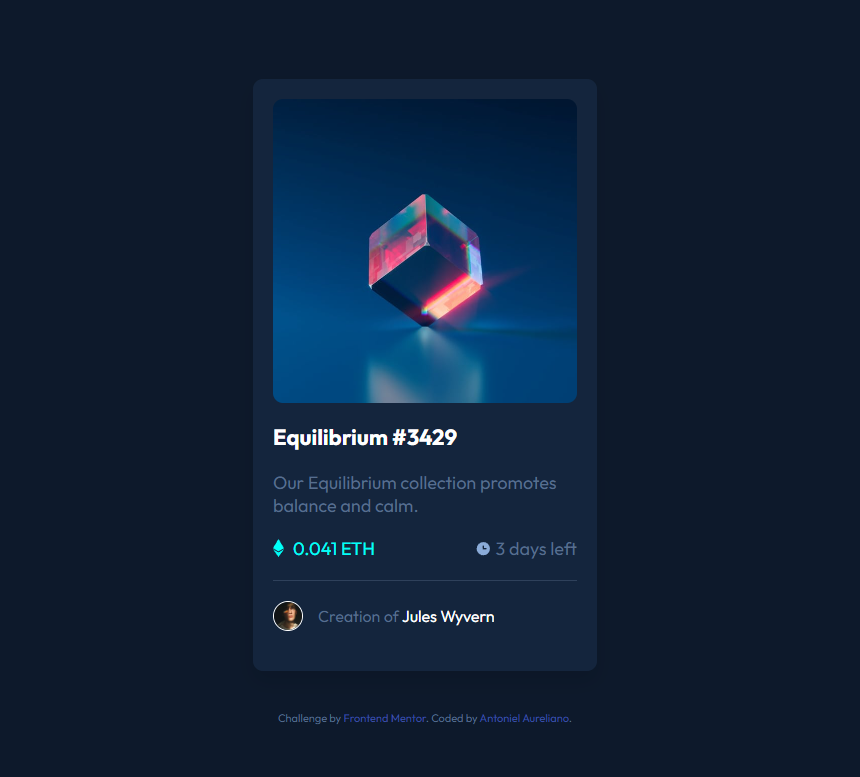 Equilibrium #3429
Our Equilibrium collection promotes
balance and calm.
0.041 ETH 3 days left
Creation of Jules Wyvern
Challenge by Frontend Mentor. Coded by Antoniel Aureliano.